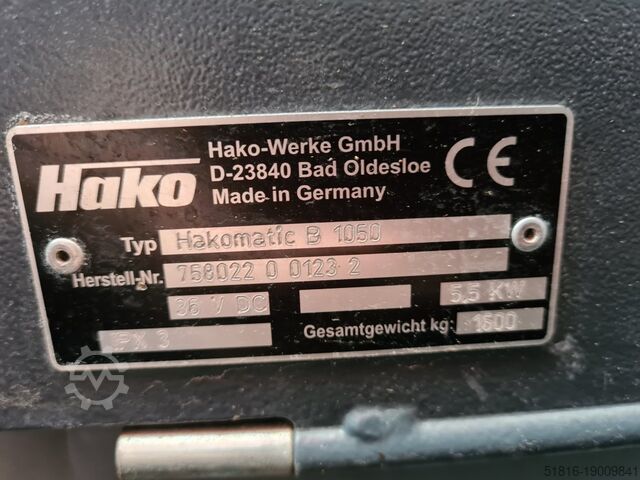 Hako
Hako-Werke GmbH
D-23840 Bad Oldesloe
Made in Germany
CE
Typ Hakomatic B 1050
Herstell-Nr. 758022 0 0123 2
36 V DC 5,5 KW
IPX 3 Gesamtgewicht kg: 1500
51816-19009841